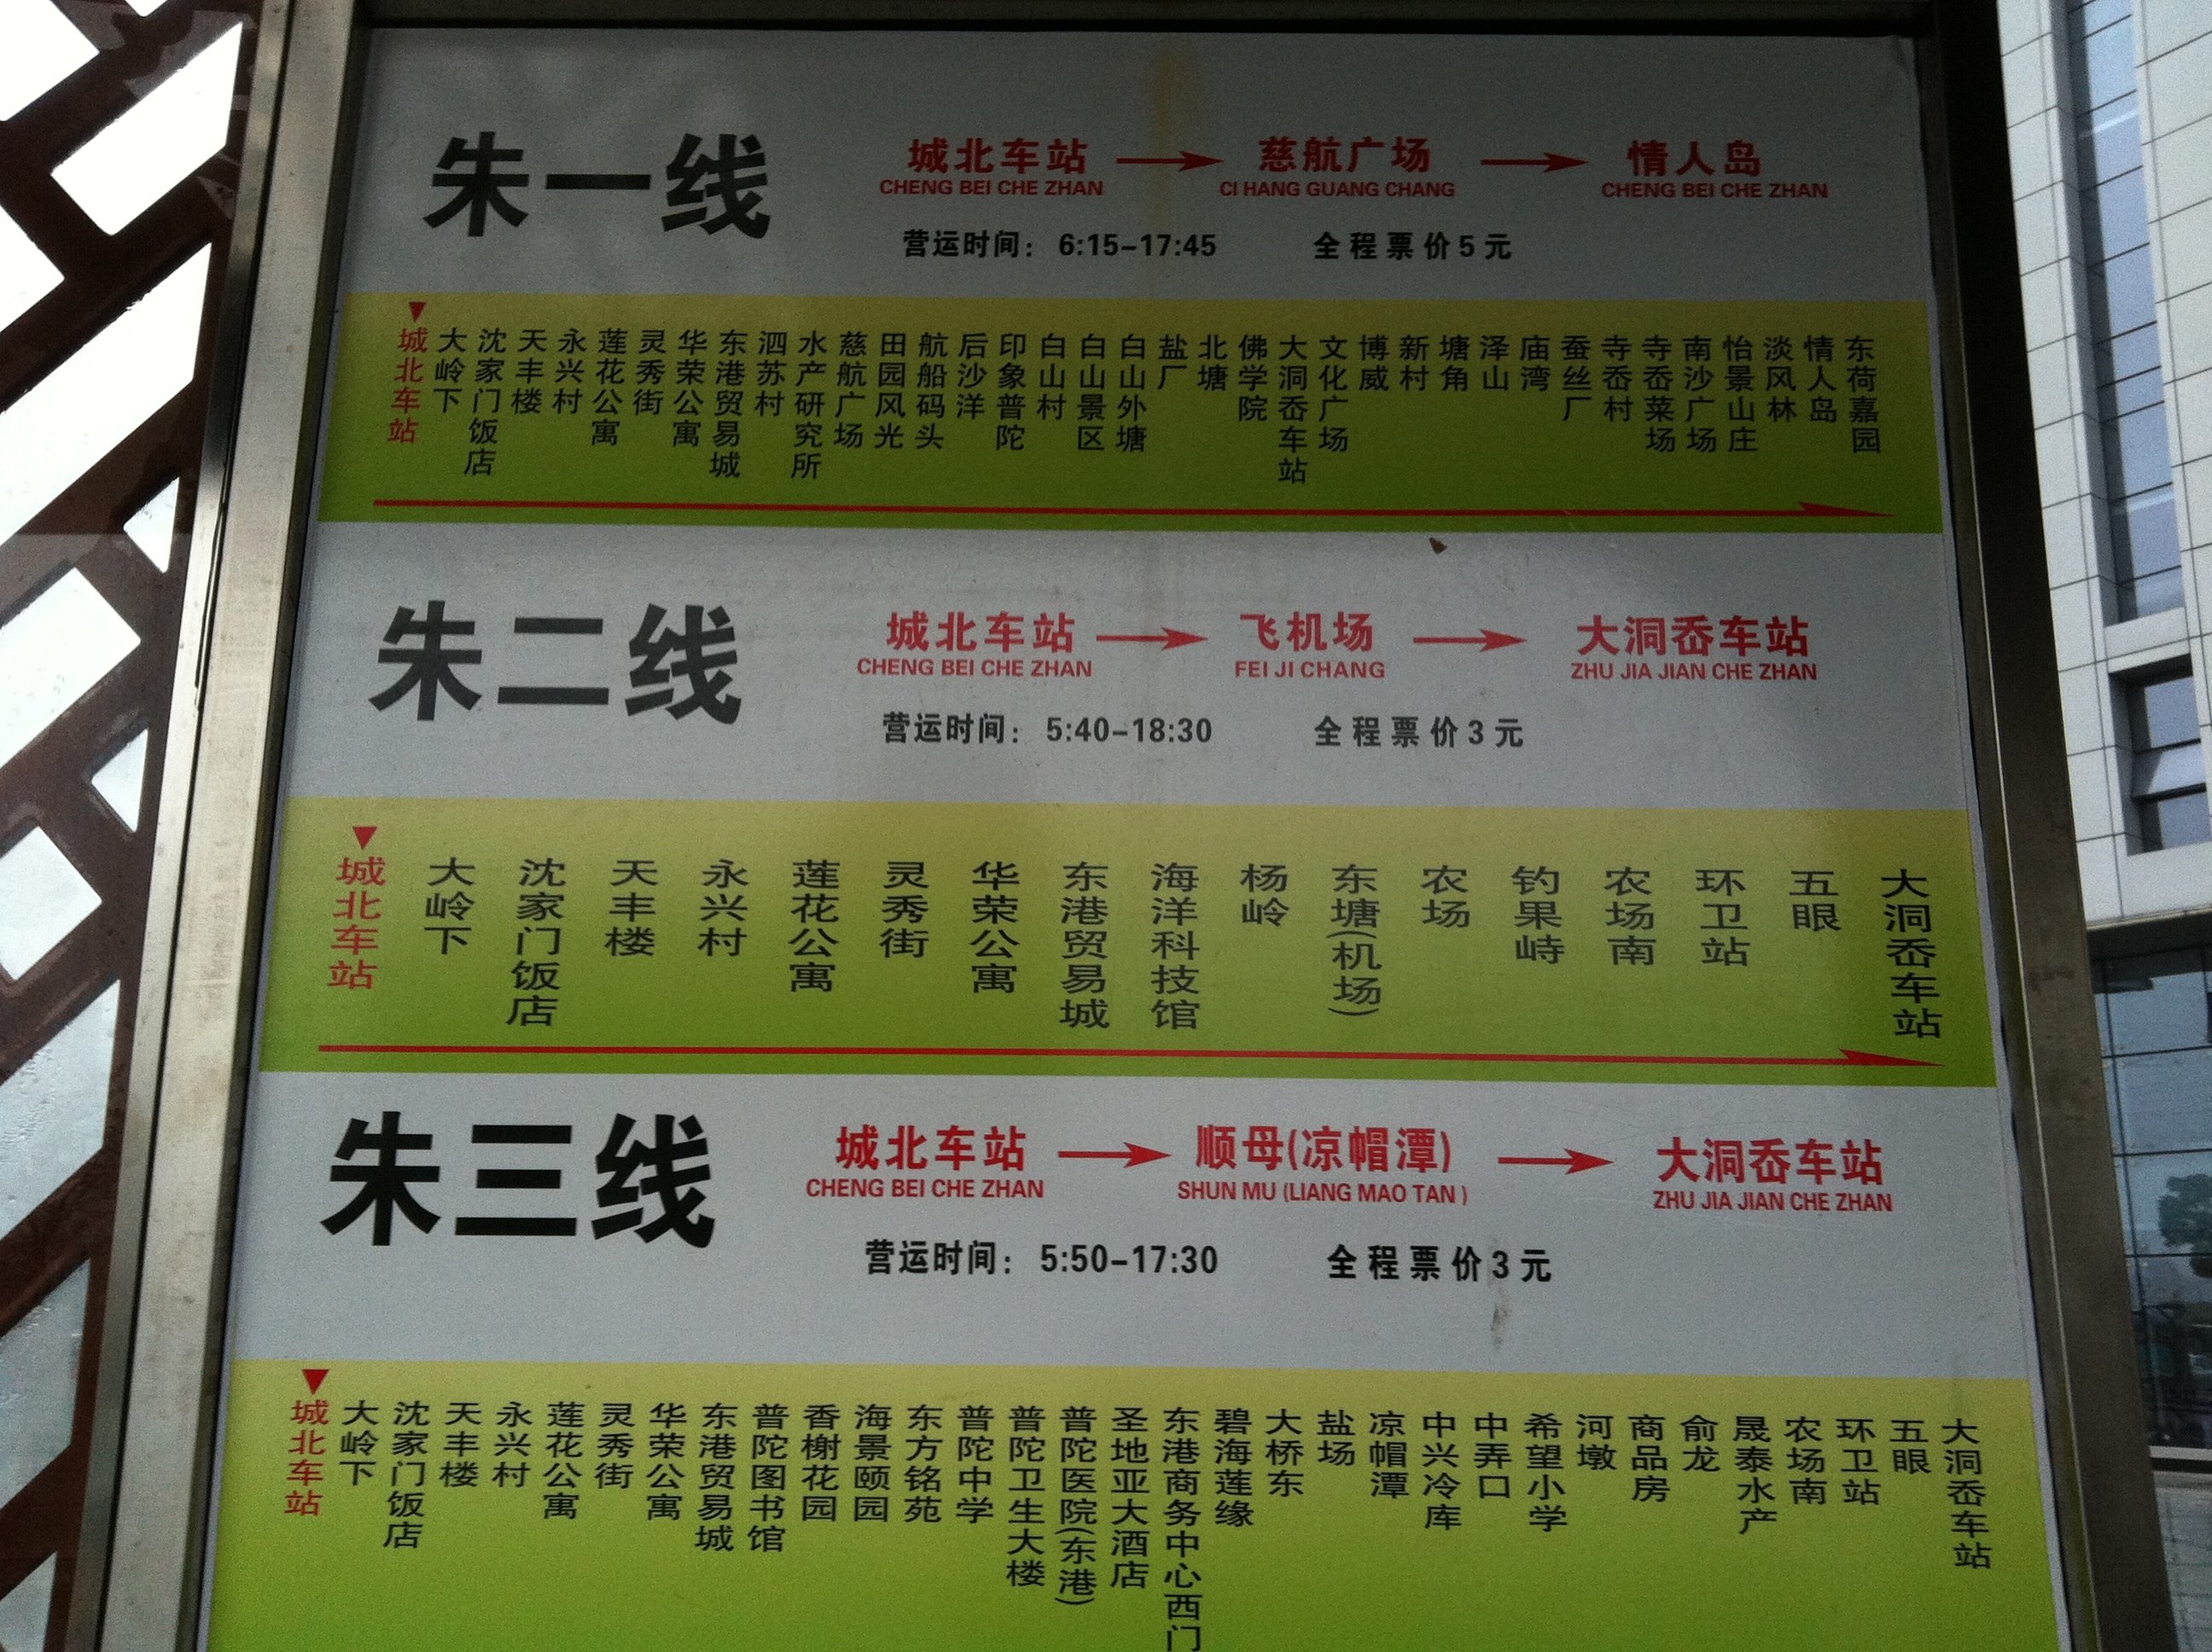 朱一线
城北车站 → 慈航广场 → 情人岛
CHENG BEI CHE ZHAN CI HANG GUANG CHANG CHENG BEI CHE ZHAN
营运时间： 6:15-17:45 全程票价5元
城北车站
大岭下
沈家门饭店
天丰楼
永兴村
莲花公寓
灵秀街
华荣公寓
东港贸易城
泗苏村
水产研究所
慈航广场
田园风光
航船码头
后沙洋
印象普陀
白山村
白山景区
白山外塘
盐厂
北塘
佛学院
大洞岙车站
文化广场
博威
新村
塘角
泽山
庙湾
蚕丝厂
寺岙村
寺岙菜场
南沙广场
怡景山庄
淡风林
情人岛
东荷嘉园
朱二线
城北车站 → 飞机场 → 大洞岙车站
CHENG BEI CHE ZHAN FEI JI CHANG ZHU JIA JIAN CHE ZHAN
营运时间： 5:40-18:30 全程票价3元
城北车站
大岭下
沈家门饭店
天丰楼
永兴村
莲花公寓
灵秀街
华荣公寓
东港贸易城
海洋科技馆
杨岭
东塘(机场)
农场
钓果峙
农场南
环卫站
五眼
大洞岙车站
朱三线
城北车站 → 顺母(凉帽潭) → 大洞岙车站
CHENG BEI CHE ZHAN SHUN MU (LIANG MAO TAN ) ZHU JIA JIAN CHE ZHAN
营运时间： 5:50-17:30 全程票价3元
城北车站
大岭下
沈家门饭店
天丰楼
永兴村
莲花公寓
灵秀街
华荣公寓
东港贸易城
普陀图书馆
香榭花园
海景颐园
东方铭苑
普陀中学
普陀卫生大楼
普陀医院(东港)
圣地亚大酒店
东港商务中心西门
碧海莲缘
大桥东
盐场
凉帽潭
中兴冷库
中弄口
希望小学
河墩
商品房
俞龙
晟泰水产
农场南
环卫站
五眼
大洞岙车站